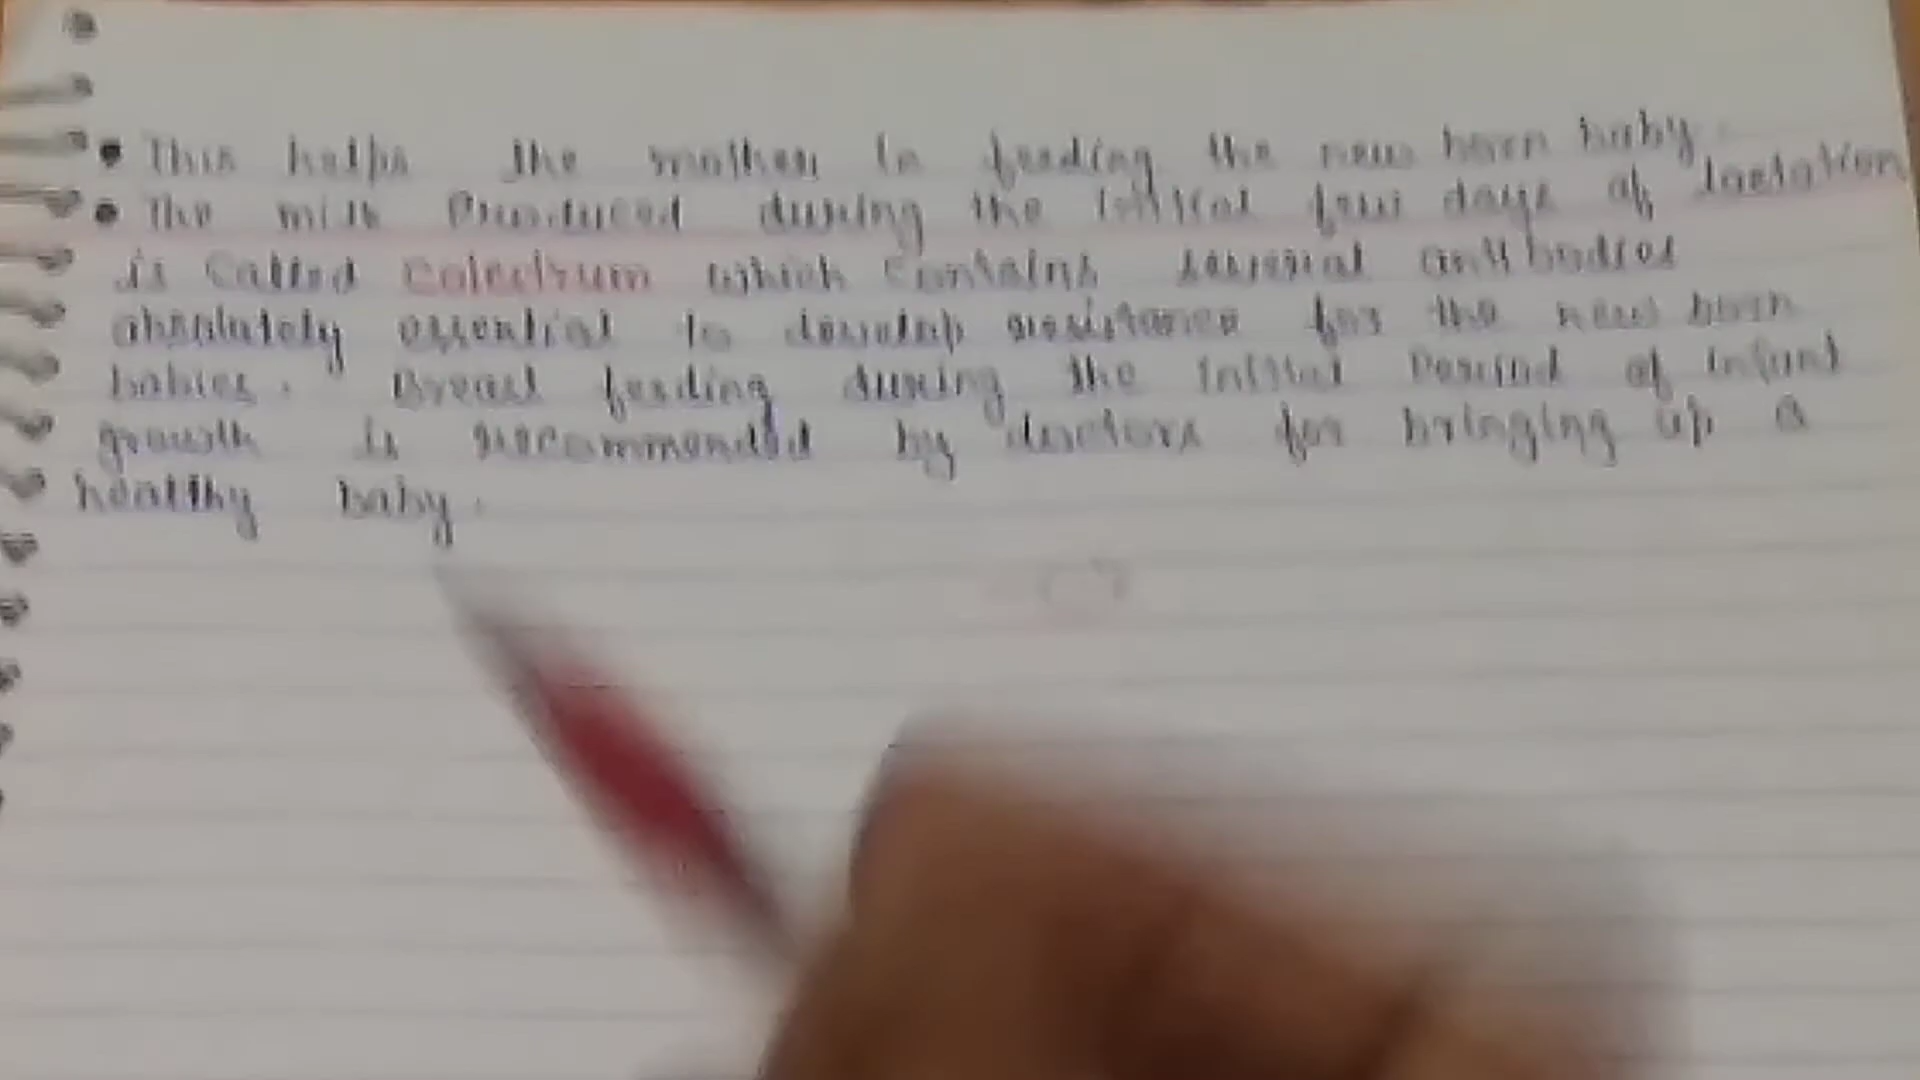 • This helps the mother in feeding the new born baby.
• The milk Produced during the initial few days of lactation
is Called Colostrum which Contains several antibodies
absolutely essential to develop resistance for the new born
babies. Breast feeding during the initial Period of infant
growth is recommended by doctors for bringing up a
healthy baby.